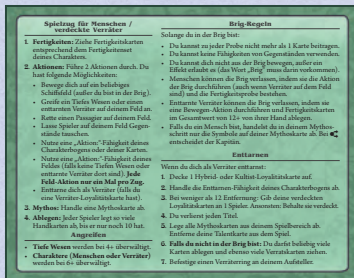 Spielzug für Menschen /
verdeckte Verräter
1. Fertigkeiten: Ziehe Fertigkeitskarten
entsprechend dem Fertigkeitenset
deines Charakters.
2. Aktionen: Führe 2 Aktionen durch. Du
hast folgende Möglichkeiten:
• Bewege dich auf ein beliebiges
Schiffsfeld (außer du bist in der Brig).
• Greife ein Tiefes Wesen oder einen
enttarnten Verräter auf deinem Feld an.
• Rette einen Passagier auf deinem Feld.
• Lasse Spieler auf deinem Feld Gegen-
stände tauschen.
• Nutze eine „Aktion:“-Fähigkeit deines
Charakterbogens oder deiner Karten.
• Nutze eine „Aktion:“-Fähigkeit deines
Feldes (falls keine Tiefen Wesen oder
enttarnte Verräter dort sind). Jede
Feld-Aktion nur ein Mal pro Zug.
• Enttarne dich als Verräter (falls du
eine Verräter-Loyalitätskarte hast).
3. Mythos: Handle eine Mythoskarte ab.
4. Ablegen: Jeder Spieler legt so viele
Handkarten ab, bis er nur noch 10 hat.
Angreifen
• Tiefe Wesen werden bei 4+ überwältigt.
• Charaktere (Menschen oder Verräter)
werden bei 6+ überwältigt.
Brig-Regeln
Solange du in der Brig bist:
• Du kannst zu jeder Probe nicht mehr als 1 Karte beitragen.
• Du kannst keine Fähigkeiten von Gegenständen verwenden.
• Du kannst dich nicht aus der Brig bewegen, außer ein
Effekt erlaubt es (das Wort „Brig“ muss darin vorkommen).
• Menschen können die Brig verlassen, indem sie die Aktion
der Brig durchführen (auch wenn Verräter auf dem Feld
sind) und die Fertigkeitsprobe bestehen.
• Enttarnte Verräter können die Brig verlassen, indem sie
eine Bewegen-Aktion durchführen und Fertigkeitskarten
im Gesamtwert von 12+ von ihrer Hand ablegen.
• Falls du ein Mensch bist, handelst du in deinem Mythos-
schritt nur die Symbole auf deiner Mythoskarte ab. Bei
entscheidet der Kapitän.
Enttarnen
Wenn du dich als Verräter enttarnst:
1. Decke 1 Hybrid- oder Kultist-Loyalitätskarte auf.
2. Handle die Enttarnen-Fähigkeit deines Charakterbogens ab.
3. Bei weniger als 12 Entfernung: Gib deine verdeckten
Loyalitätskarten an 1 Spieler. Ansonsten: Behalte sie verdeckt.
4. Du verlierst jeden Titel.
5. Lege alle Mythoskarten aus deinem Spielbereich ab.
Entferne deine Talentkarte aus dem Spiel.
6. Falls du nicht in der Brig bist: Du darfst beliebig viele
Karten ablegen und ebenso viele Verratskarten ziehen.
7. Befestige einen Verräterring an deinem Aufsteller.